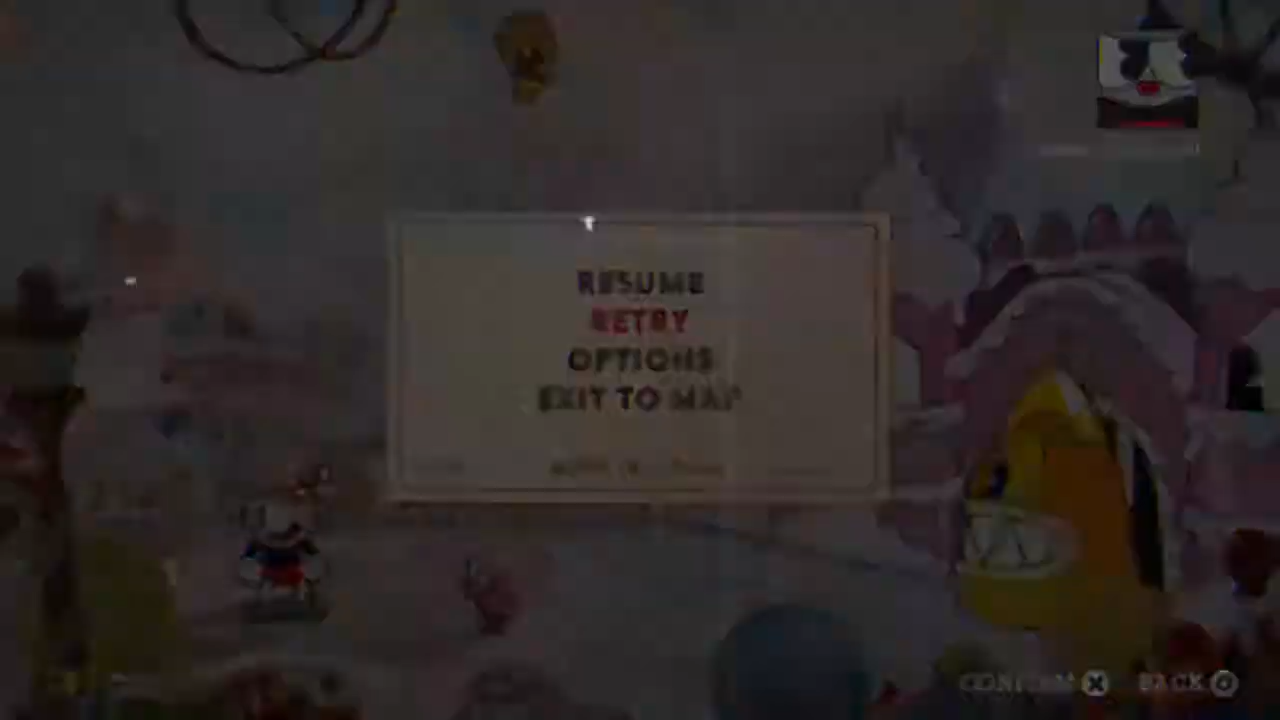 RESUME
RETRY
OPTIONS
EXIT TO MAP
CONFIRM X
BACK O